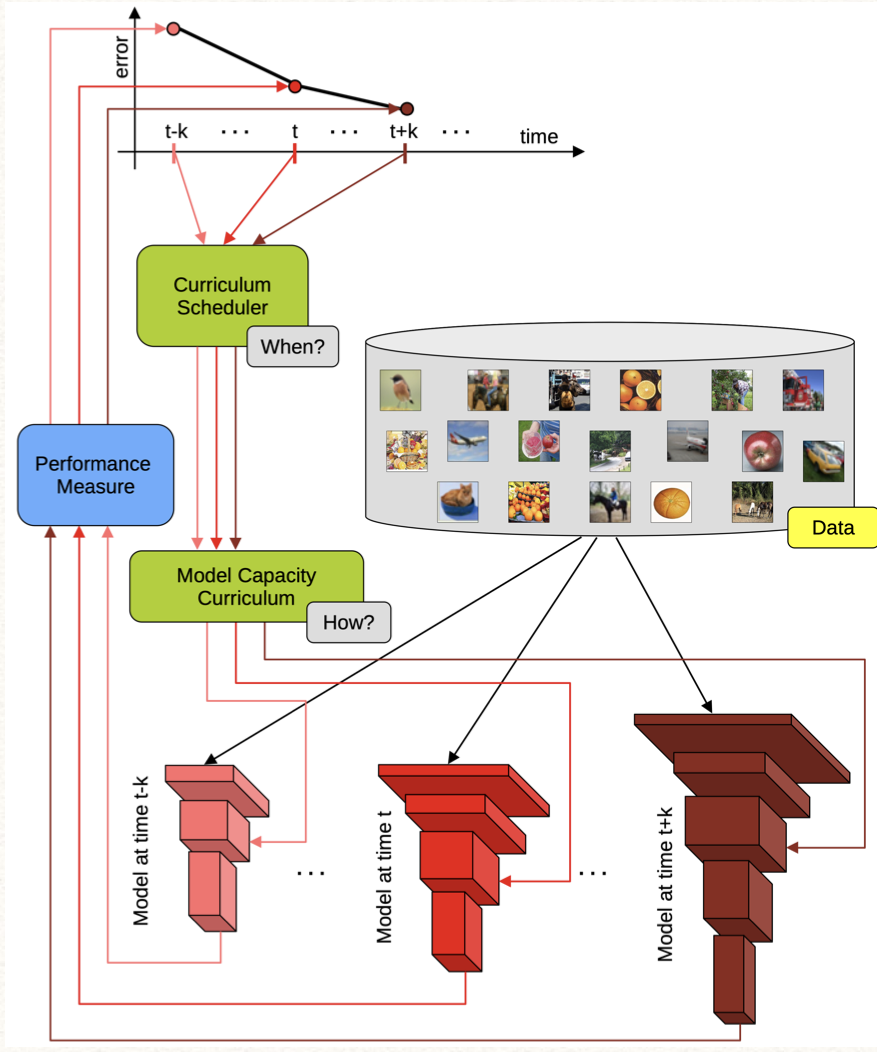 error
t-k ... t ... t+k ...
time
Curriculum
Scheduler
When?
Performance
Measure
Data
Model Capacity
Curriculum
How?
Model at time t-k
...
Model at time t
...
Model at time t+k